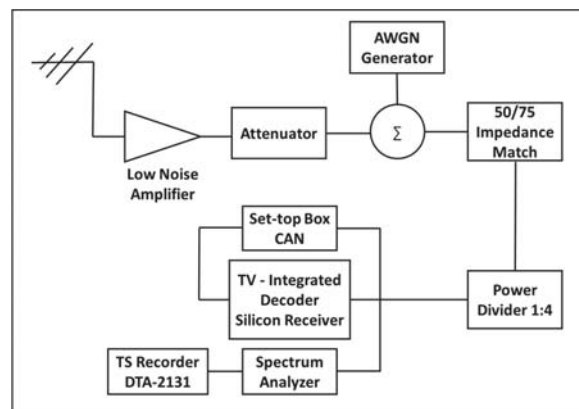 AWGN
Generator
Attenuator
Σ
50/75
Impedance
Match
Low Noise
Amplifier
Set-top Box
CAN
TV - Integrated
Decoder
Silicon Receiver
Power
Divider 1:4
TS Recorder
DTA-2131
Spectrum
Analyzer